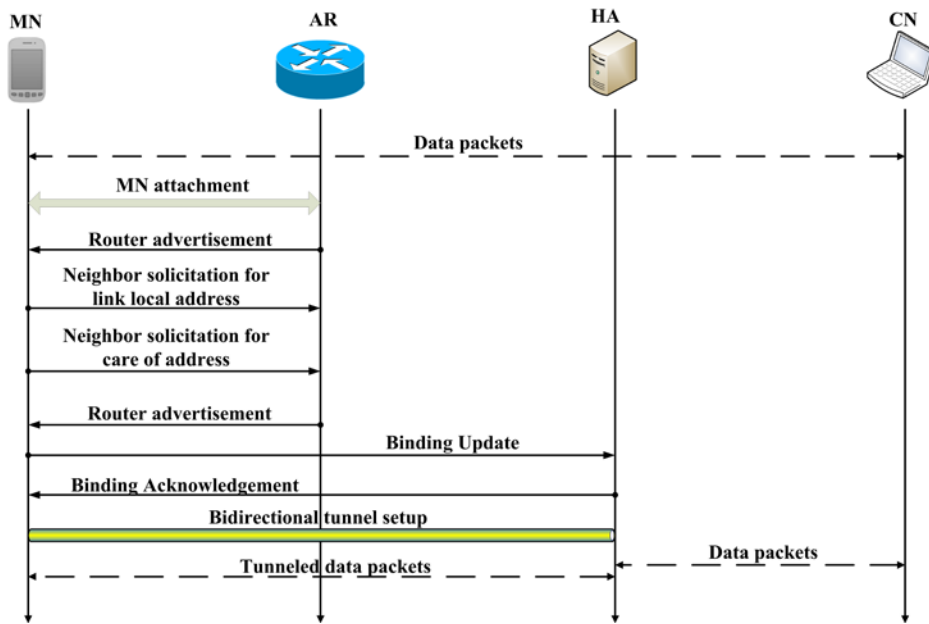 MN
AR
HA
CN
Data packets
MN attachment
Router advertisement
Neighbor solicitation for
link local address
Neighbor solicitation for
care of address
Router advertisement
Binding Update
Binding Acknowledgement
Bidirectional tunnel setup
Data packets
Tunneled data packets